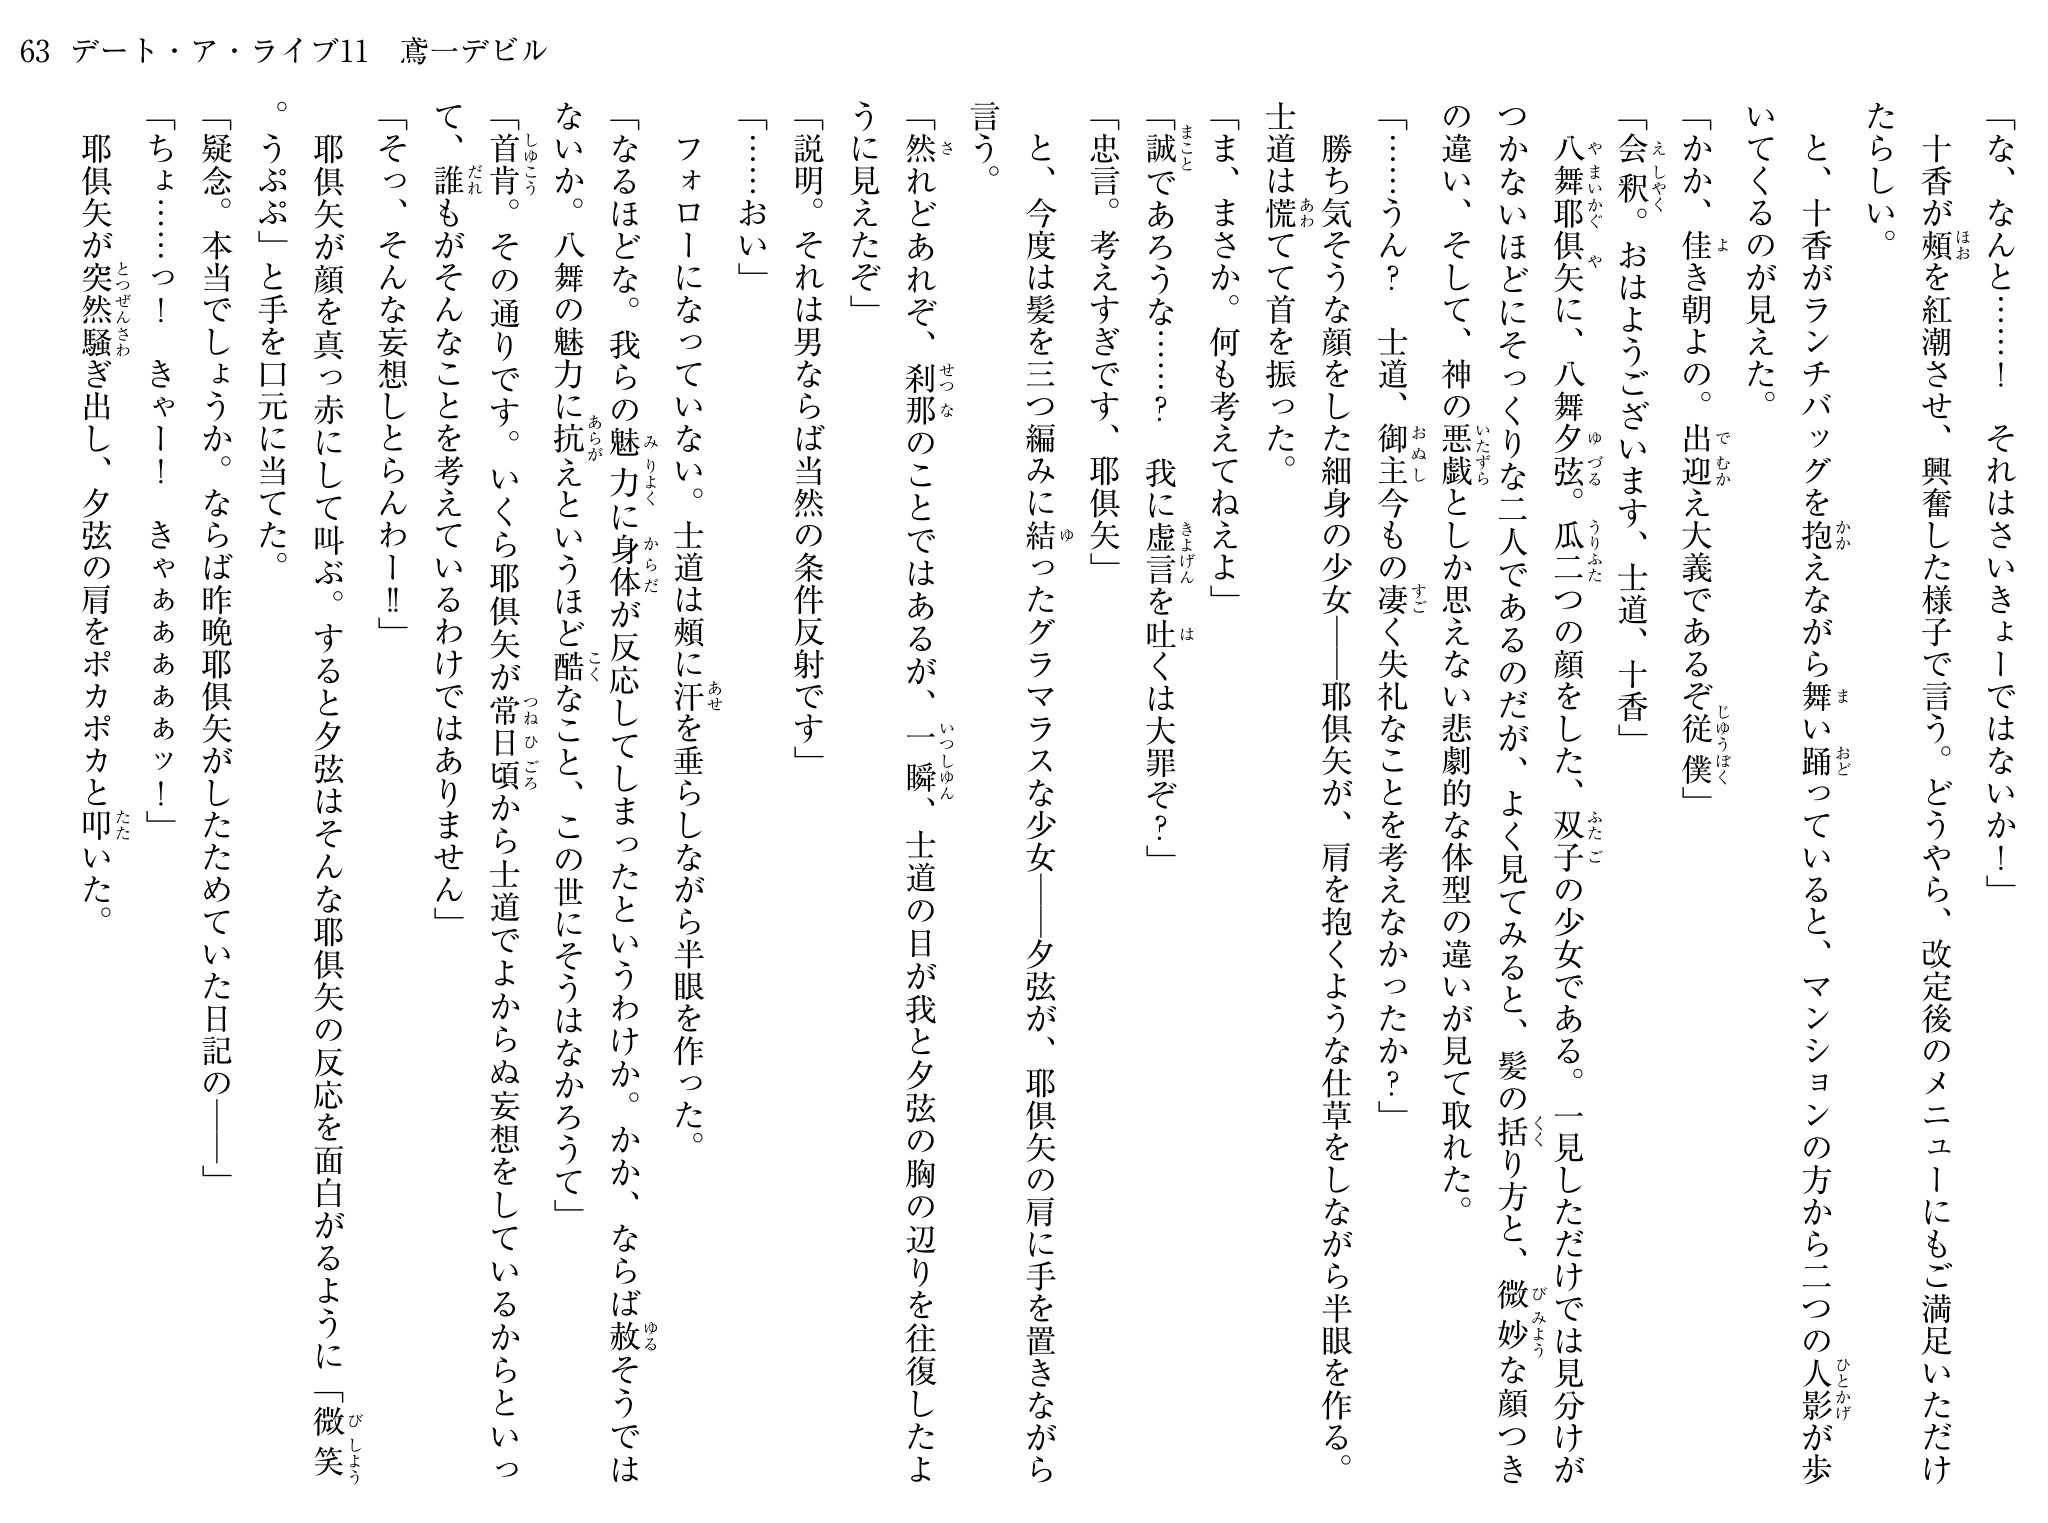 63 デート・ア・ライブ11 鳶一デビル
「な、なんと……！　それはさいきょーではないか！」
　十香が頰を紅潮させ、興奮した様子で言う。どうやら、改定後のメニューにもご満足いただけ
たらしい。
　と、十香がランチバッグを抱えながら舞い踊っていると、マンションの方から二つの人影が歩
いてくるのが見えた。
「かか、佳き朝よの。出迎え大義であるぞ従僕」
「会釈。おはようございます、士道、十香」
　八舞耶俱矢に、八舞夕弦。瓜二つの顔をした、双子の少女である。一見しただけでは見分けが
つかないほどにそっくりな二人であるのだが、よく見てみると、髪の括り方と、微妙な顔つき
の違い、そして、神の悪戯としか思えない悲劇的な体型の違いが見て取れた。
「……うん？　士道、御主今もの凄く失礼なことを考えなかったか？」
　勝ち気そうな顔をした細身の少女――耶俱矢が、肩を抱くような仕草をしながら半眼を作る。
士道は慌てて首を振った。
「ま、まさか。何も考えてねえよ」
「誠であろうな……？　我に虚言を吐くは大罪ぞ？」
「忠言。考えすぎです、耶俱矢」
　と、今度は髪を三つ編みに結ったグラマラスな少女――夕弦が、耶俱矢の肩に手を置きながら
言う。
「然れどあれぞ、刹那のことではあるが、一瞬、士道の目が我と夕弦の胸の辺りを往復したよ
うに見えたぞ」
「説明。それは男ならば当然の条件反射です」
「……おい」
　フォローになっていない。士道は頰に汗を垂らしながら半眼を作った。
「なるほどな。我らの魅力に身体が反応してしまったというわけか。かか、ならば赦そうでは
ないか。八舞の魅力に抗えというほど酷なこと、この世にそうはなかろうて」
「首肯。その通りです。いくら耶俱矢が常日頃から士道でよからぬ妄想をしているからといっ
て、誰もがそんなことを考えているわけではありません」
「そっ、そんな妄想しとらんわー‼」
　耶俱矢が顔を真っ赤にして叫ぶ。すると夕弦はそんな耶俱矢の反応を面白がるように「微笑
。うぷぷ」と手を口元に当てた。
「疑念。本当でしょうか。ならば昨晩耶俱矢がしたためていた日記の――」
「ちょ……っ！　きゃー！　きゃぁぁぁぁぁッ！」
　耶俱矢が突然騒ぎ出し、夕弦の肩をポカポカと叩いた。